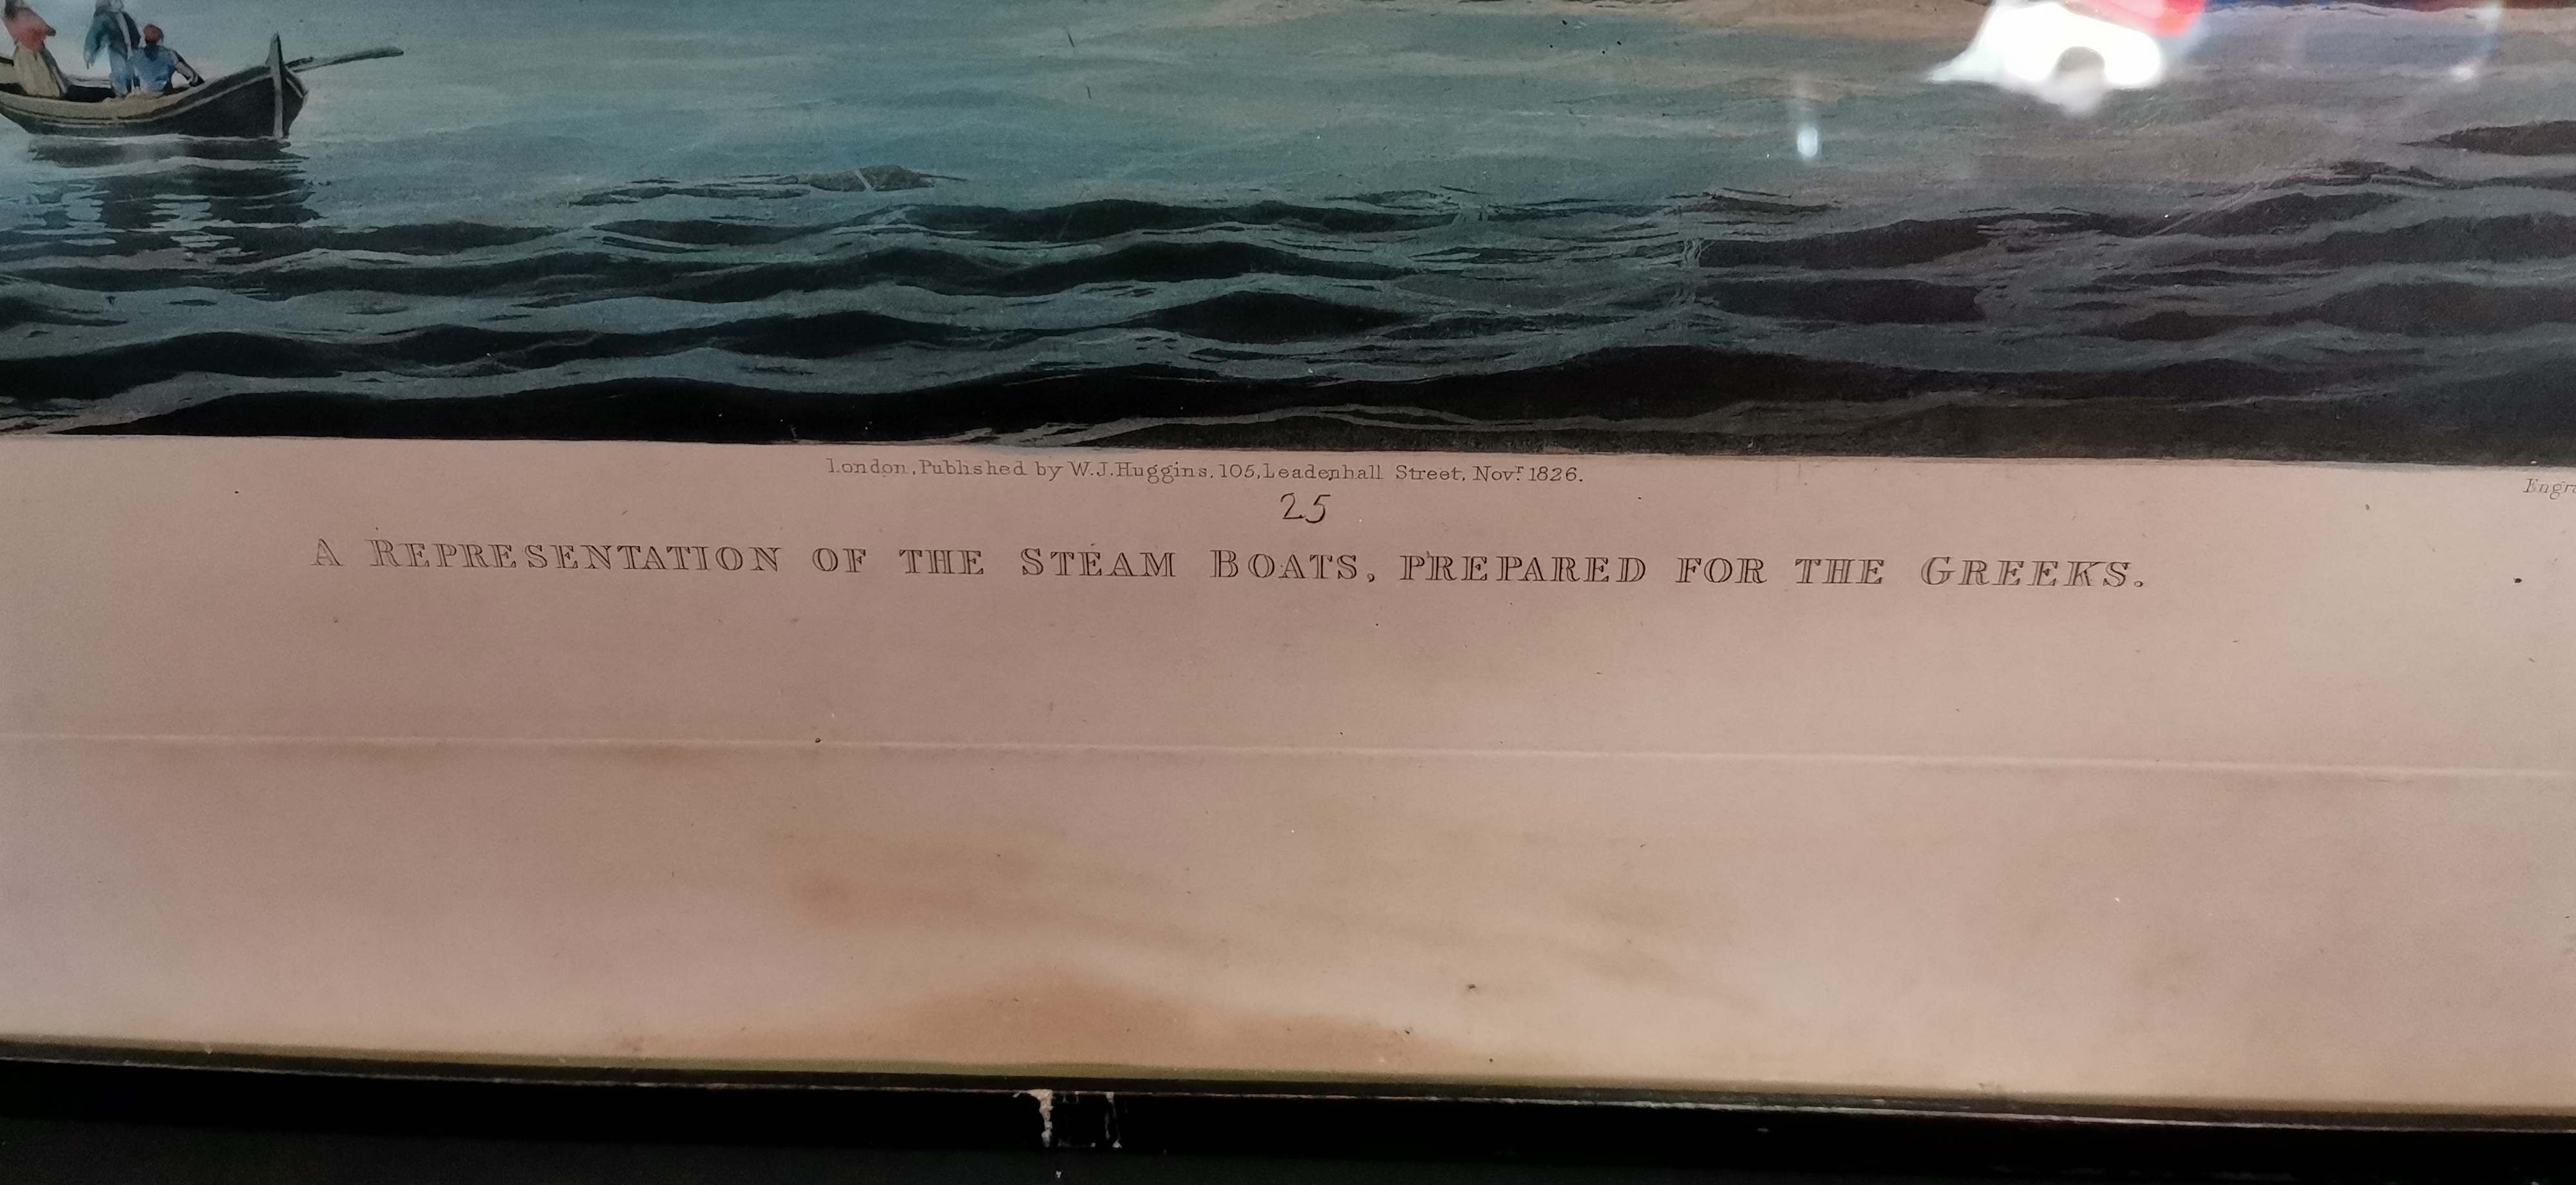 London, Published by W.J.Huggins, 105, Leadenhall Street, Novr. 1826.
25
A REPRESENTATION OF THE STEAM BOATS, PREPARED FOR THE GREEKS.